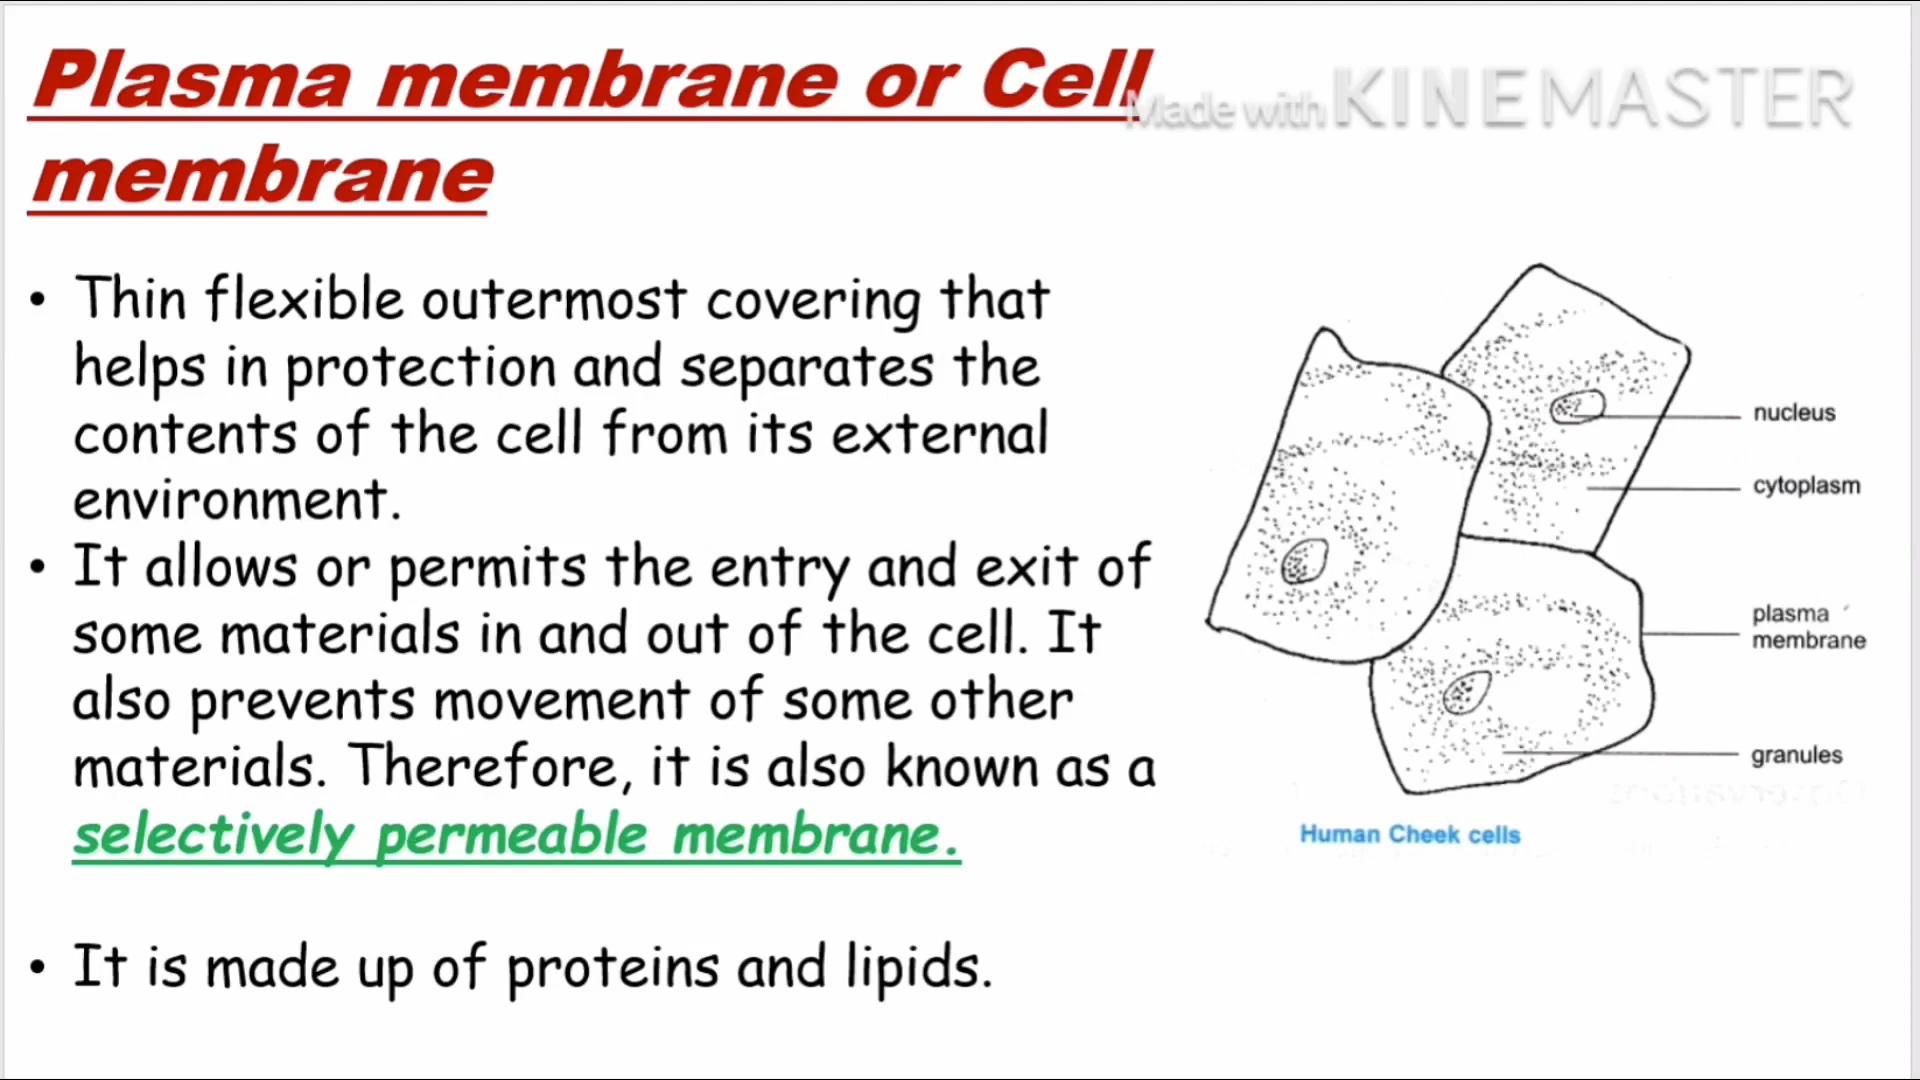 Plasma membrane or Cell
membrane
Made with KINEMASTER
• Thin flexible outermost covering that
helps in protection and separates the
contents of the cell from its external
environment.
• It allows or permits the entry and exit of
some materials in and out of the cell. It
also prevents movement of some other
materials. Therefore, it is also known as a
selectively permeable membrane.
• It is made up of proteins and lipids.
nucleus
cytoplasm
plasma
membrane
granules
Human Cheek cells